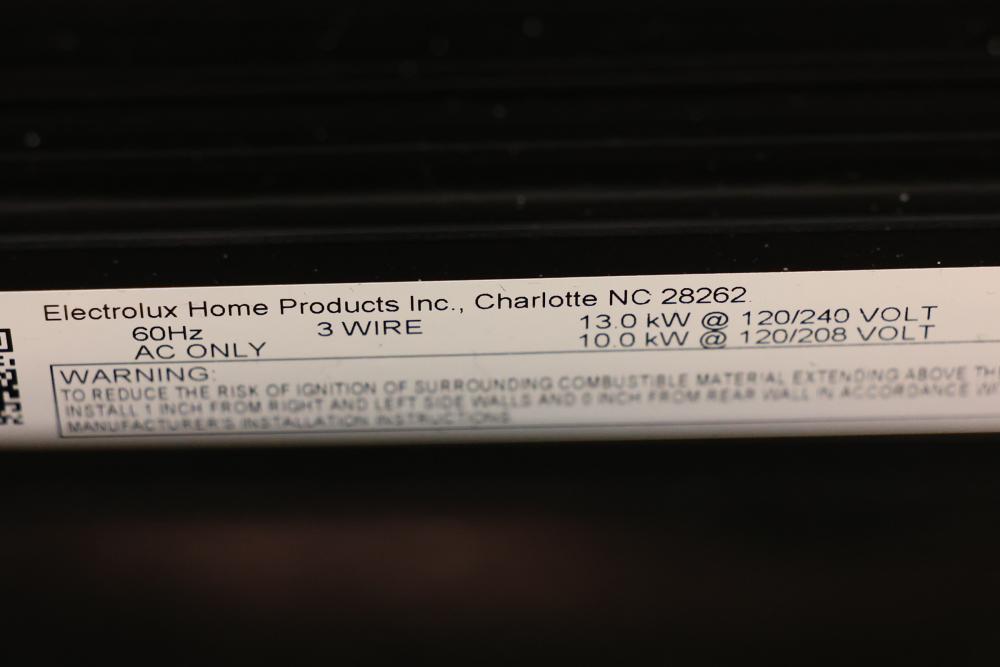 Electrolux Home Products Inc., Charlotte NC 28262
60Hz 3 WIRE 13.0 kW @ 120/240 VOLT
AC ONLY 10.0 kW @ 120/208 VOLT
WARNING:
TO REDUCE THE RISK OF IGNITION OF SURROUNDING COMBUSTIBLE MATERIAL EXTENDING ABOVE
INSTALL 1 INCH FROM RIGHT AND LEFT SIDE WALLS AND 0 INCH FROM REAR WALL IN ACCORDANCE
MANUFACTURER'S INSTALLATION INSTRUCTIONS